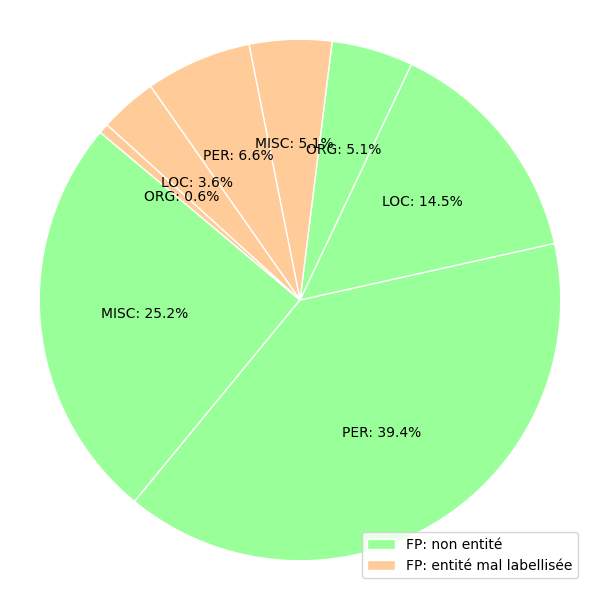 MISC: 5.1%
ORG: 5.1%
PER: 6.6%
LOC: 3.6%
ORG: 0.6%
LOC: 14.5%
MISC: 25.2%
PER: 39.4%
FP: non entité
FP: entité mal labellisée